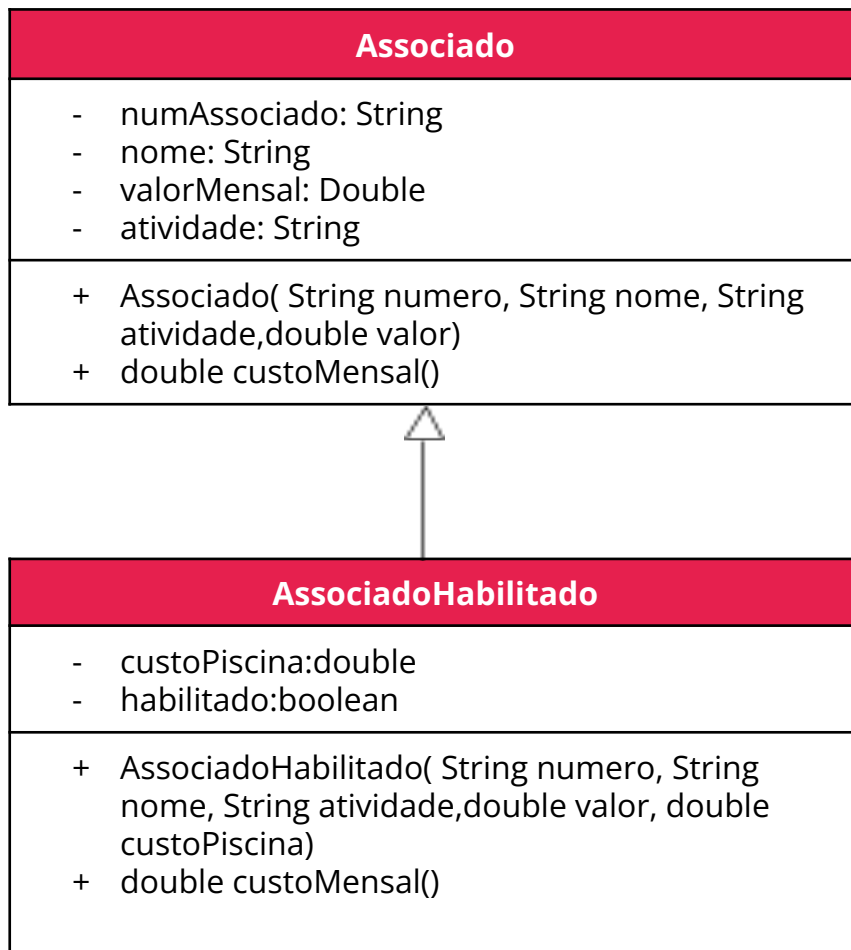 Associado
- numAssociado: String
- nome: String
- valorMensal: Double
- atividade: String
+ Associado( String numero, String nome, String
atividade,double valor)
+ double custoMensal()
AssociadoHabilitado
- custoPiscina:double
- habilitado:boolean
+ AssociadoHabilitado( String numero, String
nome, String atividade,double valor, double
custoPiscina)
+ double custoMensal()